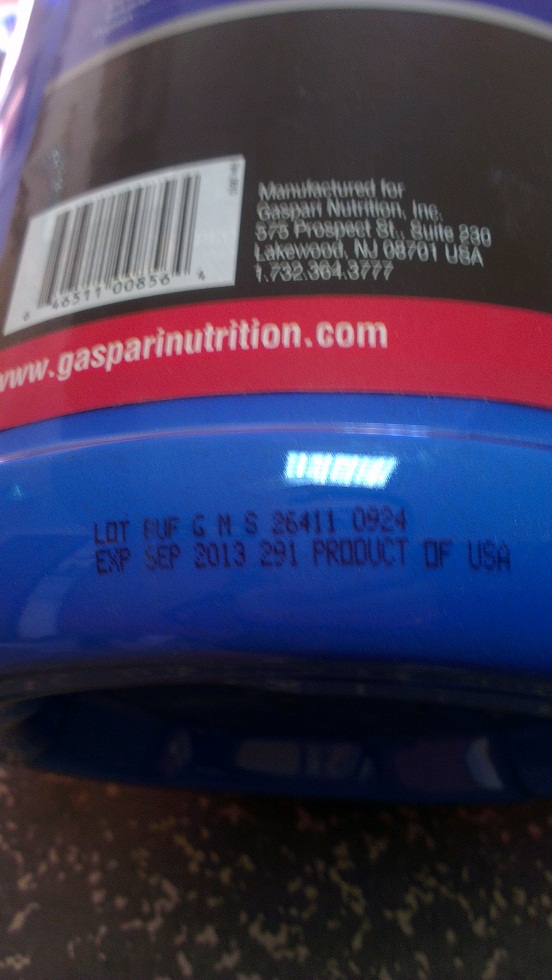 Manufactured for
Gaspari Nutrition, Inc.
575 Prospect St., Suite 230
Lakewood, NJ 08701 USA
1.732.364.3777
6 46511 00856 4
www.gasparinutrition.com
LOT BUF G M S 26411 0924
EXP SEP 2013 291 PRODUCT OF USA